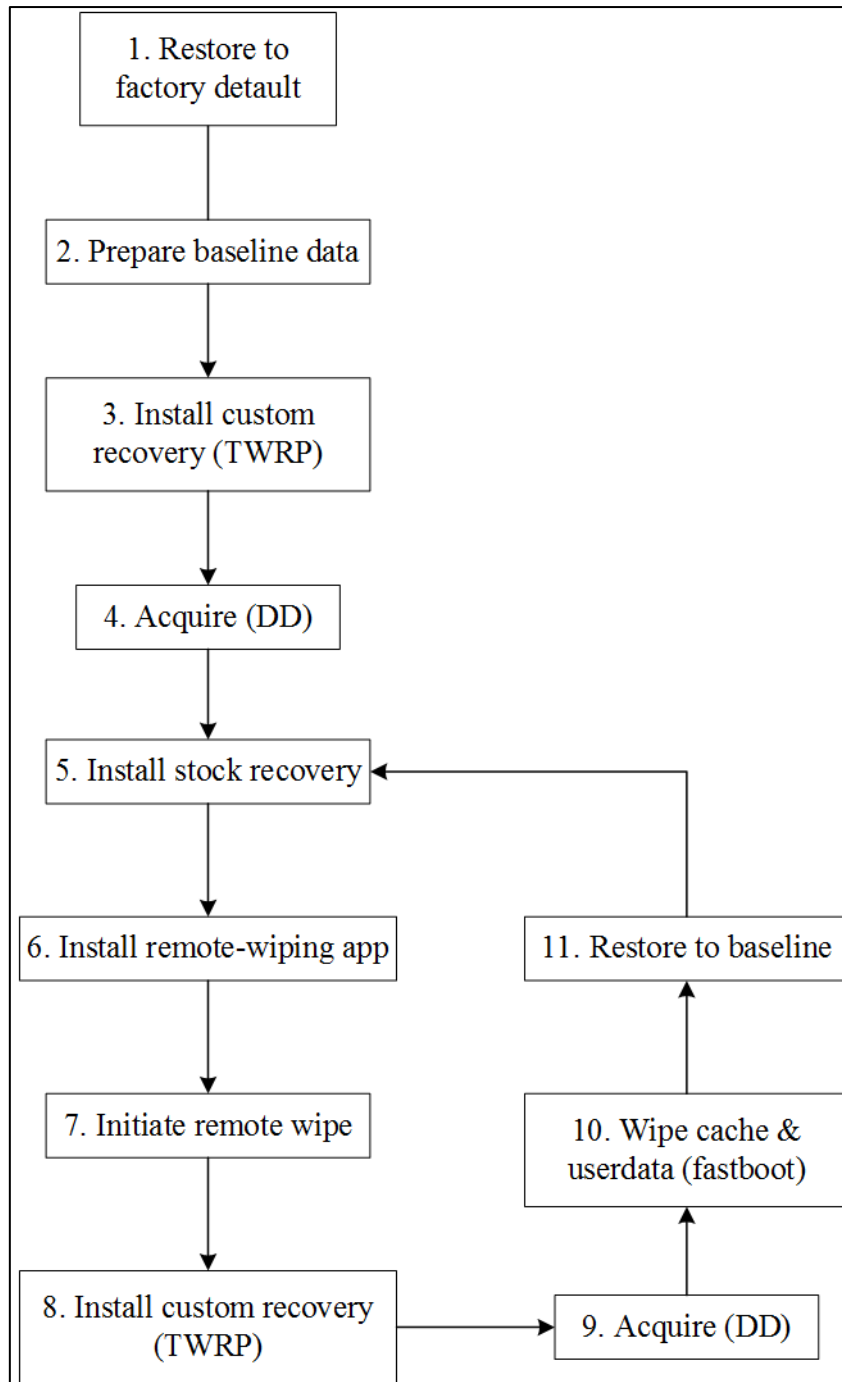 1. Restore to
factory detault
2. Prepare baseline data
3. Install custom
recovery (TWRP)
4. Acquire (DD)
5. Install stock recovery
6. Install remote-wiping app
11. Restore to baseline
7. Initiate remote wipe
10. Wipe cache &
userdata (fastboot)
8. Install custom recovery
(TWRP)
9. Acquire (DD)